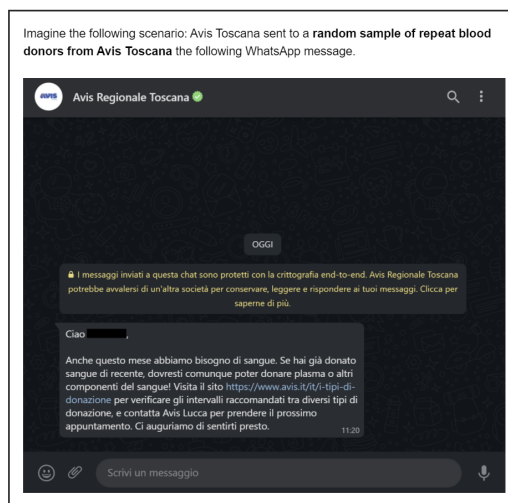 Imagine the following scenario: Avis Toscana sent to a random sample of repeat blood
donors from Avis Toscana the following WhatsApp message.
AVIS
Avis Regionale Toscana
OGGI
I messaggi inviati a questa chat sono protetti con la crittografia end-to-end. Avis Regionale Toscana
potrebbe avvalersi di un'altra società per conservare, leggere e rispondere ai tuoi messaggi. Clicca per
saperne di più.
Ciao ,
Anche questo mese abbiamo bisogno di sangue. Se hai già donato
sangue di recente, dovresti comunque poter donare plasma o altri
componenti del sangue! Visita il sito https://www.avis.it/it/i-tipi-di-
donazione per verificare gli intervalli raccomandati tra diversi tipi di
donazione, e contatta Avis Lucca per prendere il prossimo
appuntamento. Ci auguriamo di sentirti presto.
11:20
Scrivi un messaggio